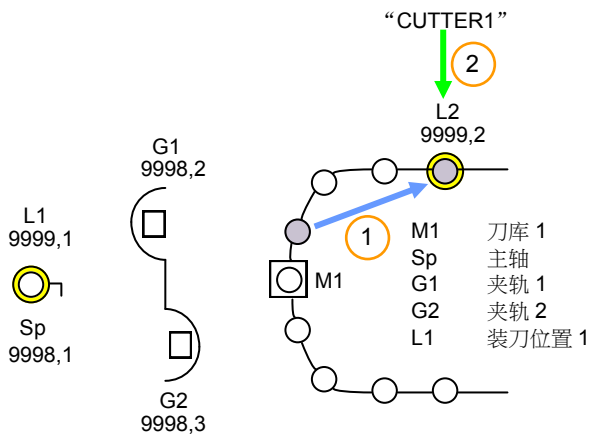 “CUTTER1”
2
L2
9999,2
G1
9998,2
L1
9999,1
1
M1 刀库 1
Sp 主轴
G1 夹轨 1
G2 夹轨 2
L1 装刀位置 1
M1
Sp
9998,1
G2
9998,3